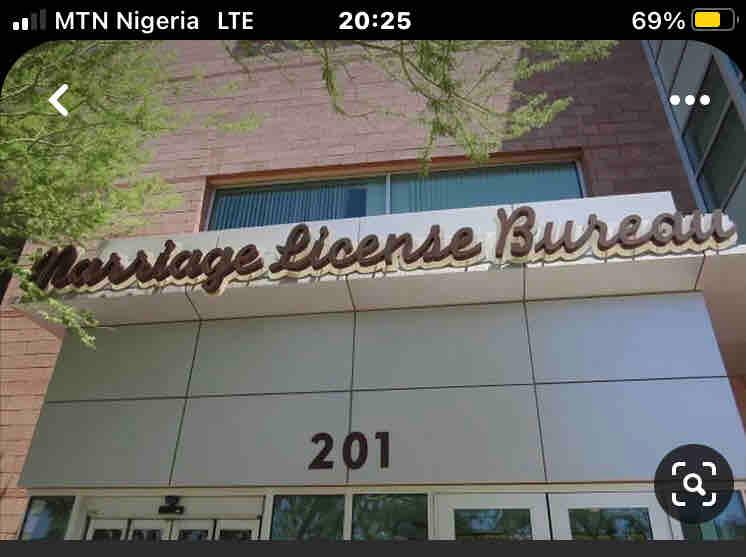 MTN Nigeria LTE 20:25 69%
Marriage License Bureau
201